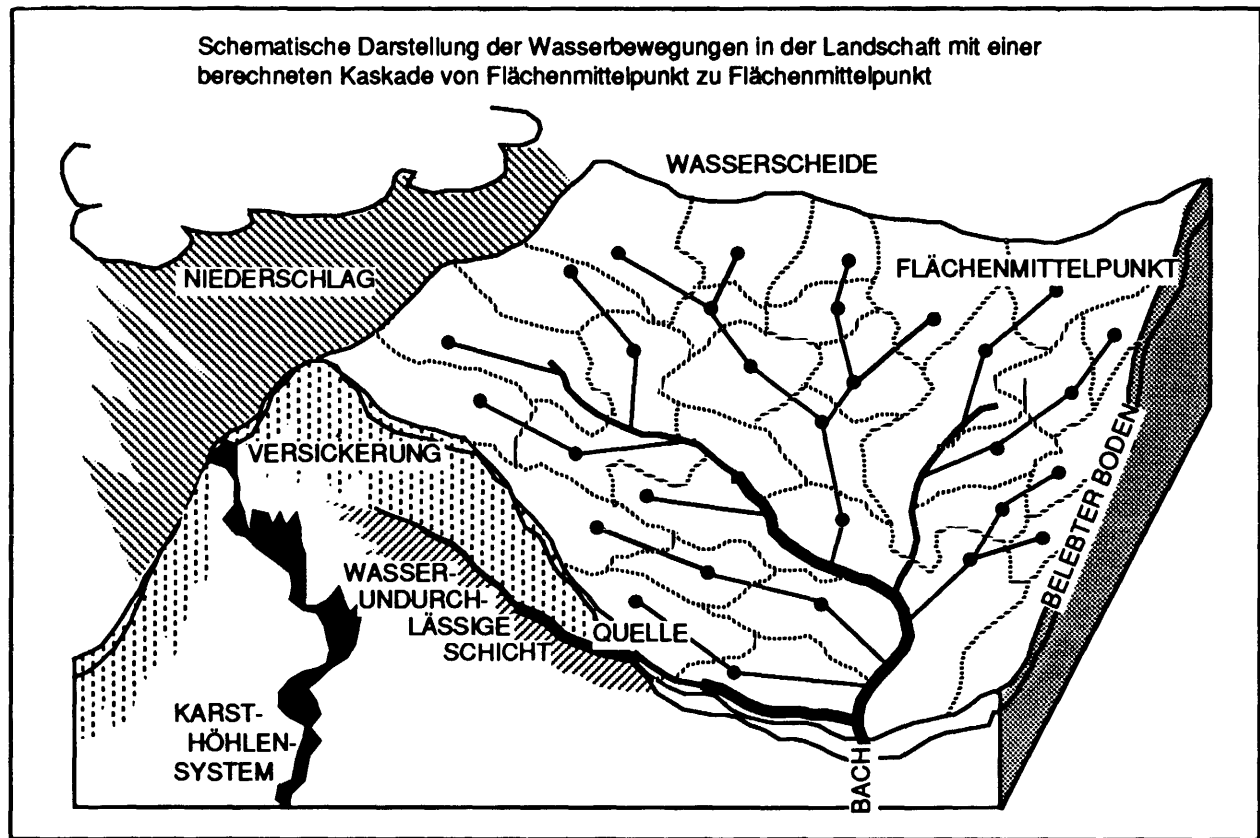 Schematische Darstellung der Wasserbewegungen in der Landschaft mit einer
berechneten Kaskade von Flächenmittelpunkt zu Flächenmittelpunkt
WASSERSCHEIDE
NIEDERSCHLAG
FLÄCHENMITTELPUNKT
VERSICKERUNG
BELEBTER BODEN
WASSER-
UNDURCH-
LÄSSIGE
SCHICHT
QUELLE
KARST-
HÖHLEN-
SYSTEM
BACH